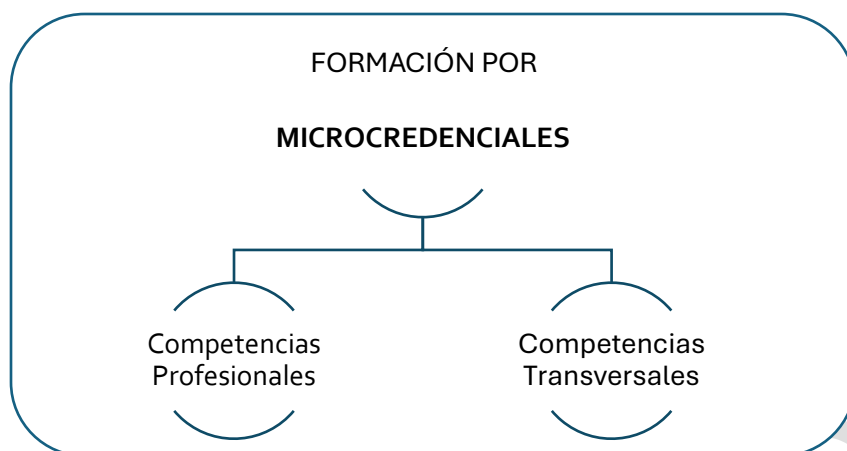 FORMACIÓN POR
MICROCREDENCIALES
Competencias
Profesionales
Competencias
Transversales